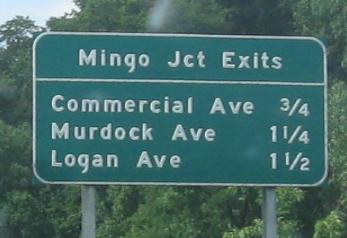 Mingo Jct Exits
Commercial Ave 3/4
Murdock Ave 1 1/4
Logan Ave 1 1/2